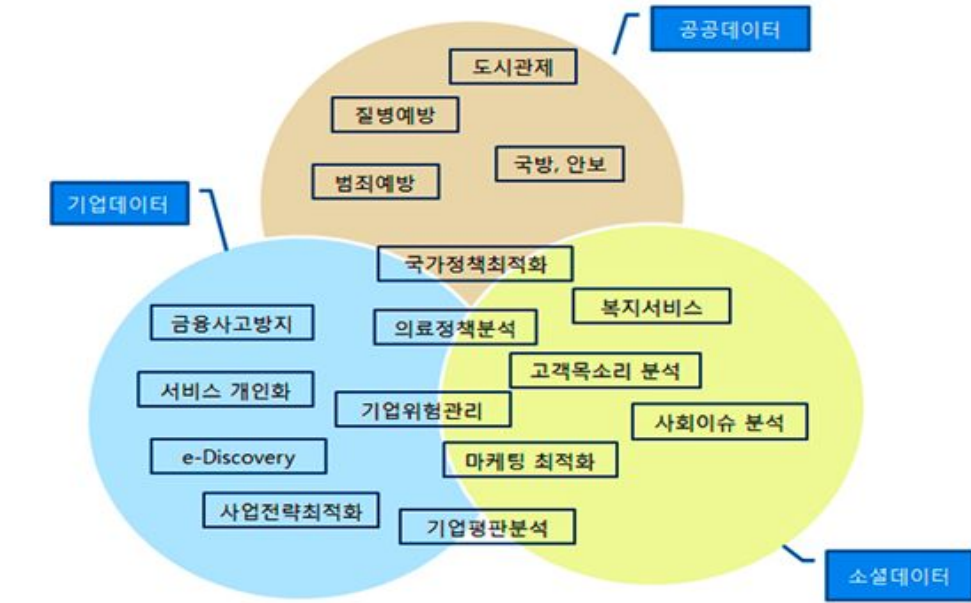 공공데이터
도시관제
질병예방
국방, 안보
범죄예방
기업데이터
국가정책최적화
복지서비스
금융사고방지
의료정책분석
고객목소리 분석
서비스 개인화
기업위험관리
사회이슈 분석
e-Discovery
마케팅 최적화
사업전략최적화
기업평판분석
소셜데이터